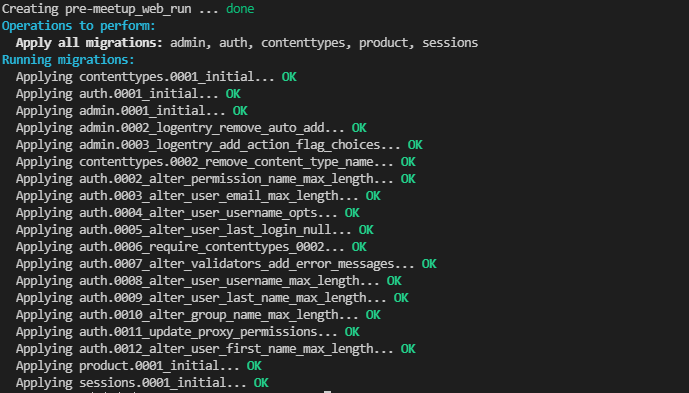 Creating pre-meetup_web_run ... done
Operations to perform:
  Apply all migrations: admin, auth, contenttypes, product, sessions
Running migrations:
  Applying contenttypes.0001_initial... OK
  Applying auth.0001_initial... OK
  Applying admin.0001_initial... OK
  Applying admin.0002_logentry_remove_auto_add... OK
  Applying admin.0003_logentry_add_action_flag_choices... OK
  Applying contenttypes.0002_remove_content_type_name... OK
  Applying auth.0002_alter_permission_name_max_length... OK
  Applying auth.0003_alter_user_email_max_length... OK
  Applying auth.0004_alter_user_username_opts... OK
  Applying auth.0005_alter_user_last_login_null... OK
  Applying auth.0006_require_contenttypes_0002... OK
  Applying auth.0007_alter_validators_add_error_messages... OK
  Applying auth.0008_alter_user_username_max_length... OK
  Applying auth.0009_alter_user_last_name_max_length... OK
  Applying auth.0010_alter_group_name_max_length... OK
  Applying auth.0011_update_proxy_permissions... OK
  Applying auth.0012_alter_user_first_name_max_length... OK
  Applying product.0001_initial... OK
  Applying sessions.0001_initial... OK